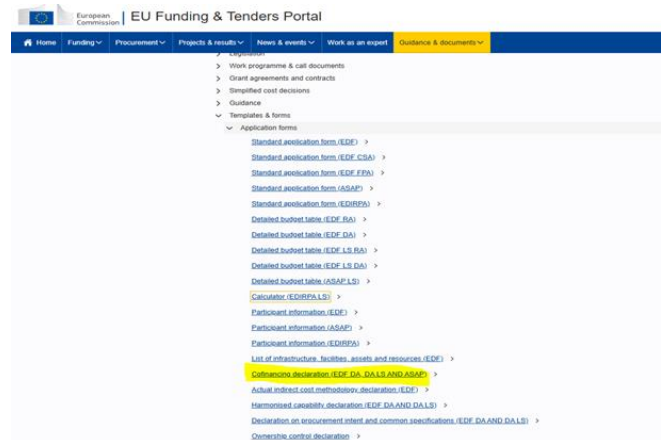 European
Commission
EU Funding & Tenders Portal
Home Funding Procurement Projects & results News & events Work as an expert Guidance & documents
Legislation
Work programme & call documents
Grant agreements and contracts
Simplified cost decisions
Guidance
Templates & forms
Application forms
Standard application form (EDF)
Standard application form (EDF CSA)
Standard application form (EDF FPA)
Standard application form (ASAP)
Standard application form (EDIRPA)
Detailed budget table (EDF RA)
Detailed budget table (EDF DA)
Detailed budget table (EDF LS RA)
Detailed budget table (EDF LS DA)
Detailed budget table (ASAP LS)
Calculator (EDIRPA LS)
Participant information (EDF)
Participant information (ASAP)
Participant information (EDIRPA)
List of infrastructure, facilities, assets and resources (EDF)
Cofinancing declaration (EDF DA, DA LS AND ASAP)
Actual indirect cost methodology declaration (EDF)
Harmonised capability declaration (EDF DA AND DA LS)
Declaration on procurement intent and common specifications (EDF DA AND DA LS)
Ownership control declaration